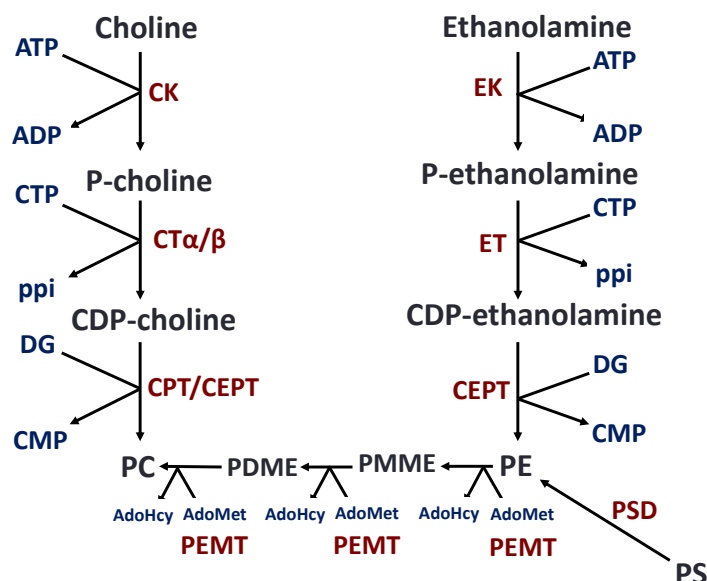 Choline Ethanolamine
ATP ATP
CK EK
ADP ADP
P-choline P-ethanolamine
CTP CTP
CTα/β ET
ppi ppi
CDP-choline CDP-ethanolamine
DG DG
CPT/CEPT CEPT
CMP CMP
PC PDME PMME PE
AdoHcy AdoMet AdoHcy AdoMet AdoHcy AdoMet PSD
PEMT PEMT PEMT
PS